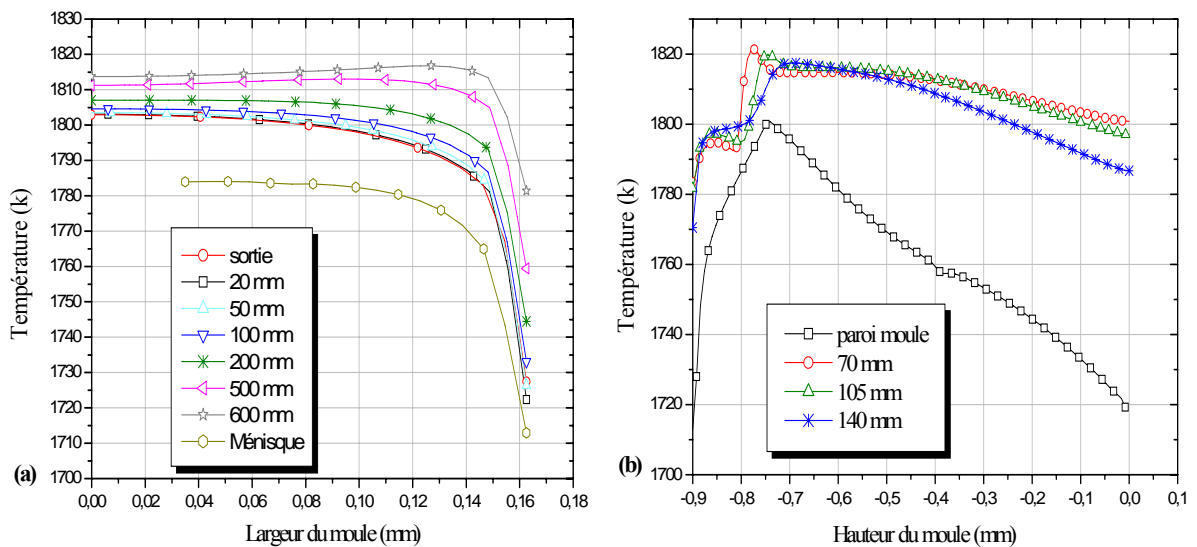 1830
1820
1810
1800
1790
1780
1770
1760
1750
1740
1730
1720
1710
1700
Température (k)
sortie
20 mm
50 mm
100 mm
200 mm
500 mm
600 mm
Ménisque
(a)
0,00 0,02 0,04 0,06 0,08 0,10 0,12 0,14 0,16 0,18
Largeur du moule (mm)
1820
1800
1780
1760
1740
1720
1700
Température (k)
paroi moule
70 mm
105 mm
140 mm
(b)
-0,9 -0,8 -0,7 -0,6 -0,5 -0,4 -0,3 -0,2 -0,1 0,0
Hauteur du moule (mm)